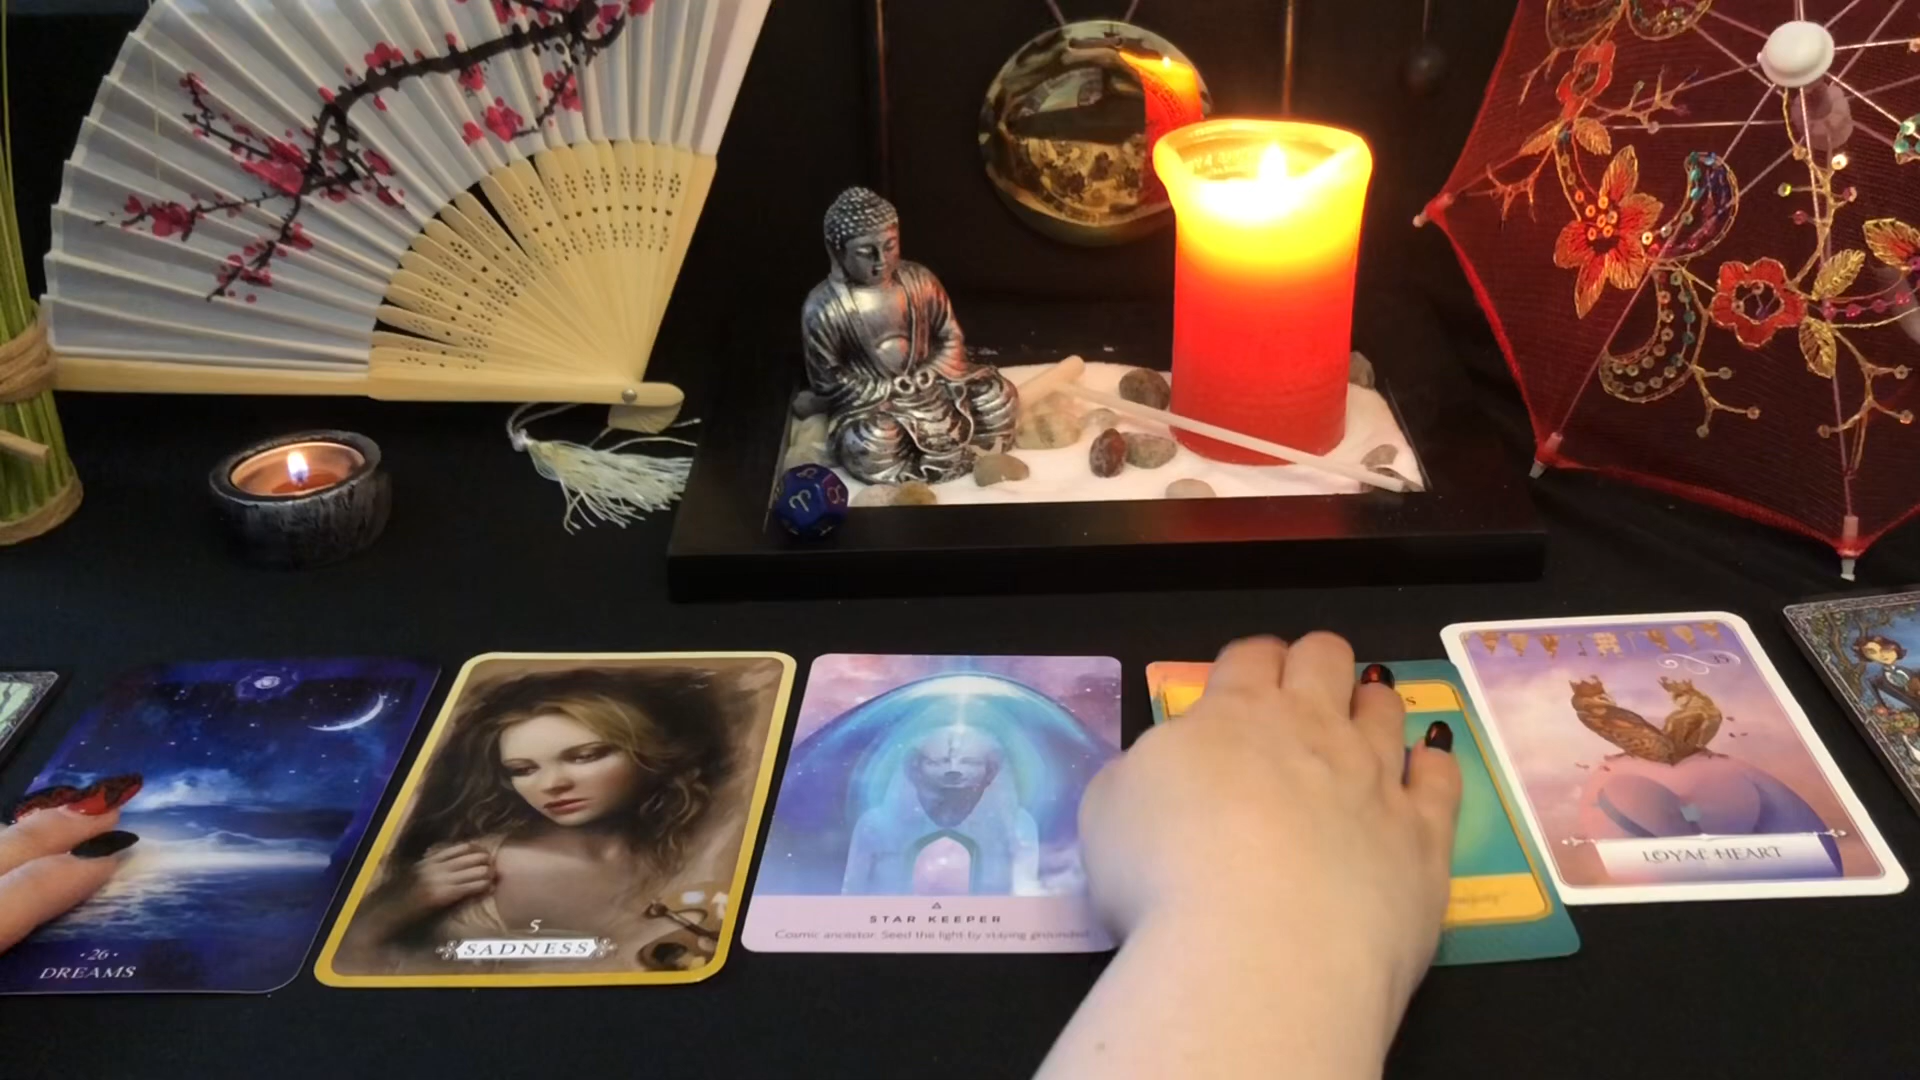 · 26 ·
DREAMS
5
SADNESS
STAR KEEPER
Cosmic ancestor. Seed the light by staying grounded.
LOYAL HEART